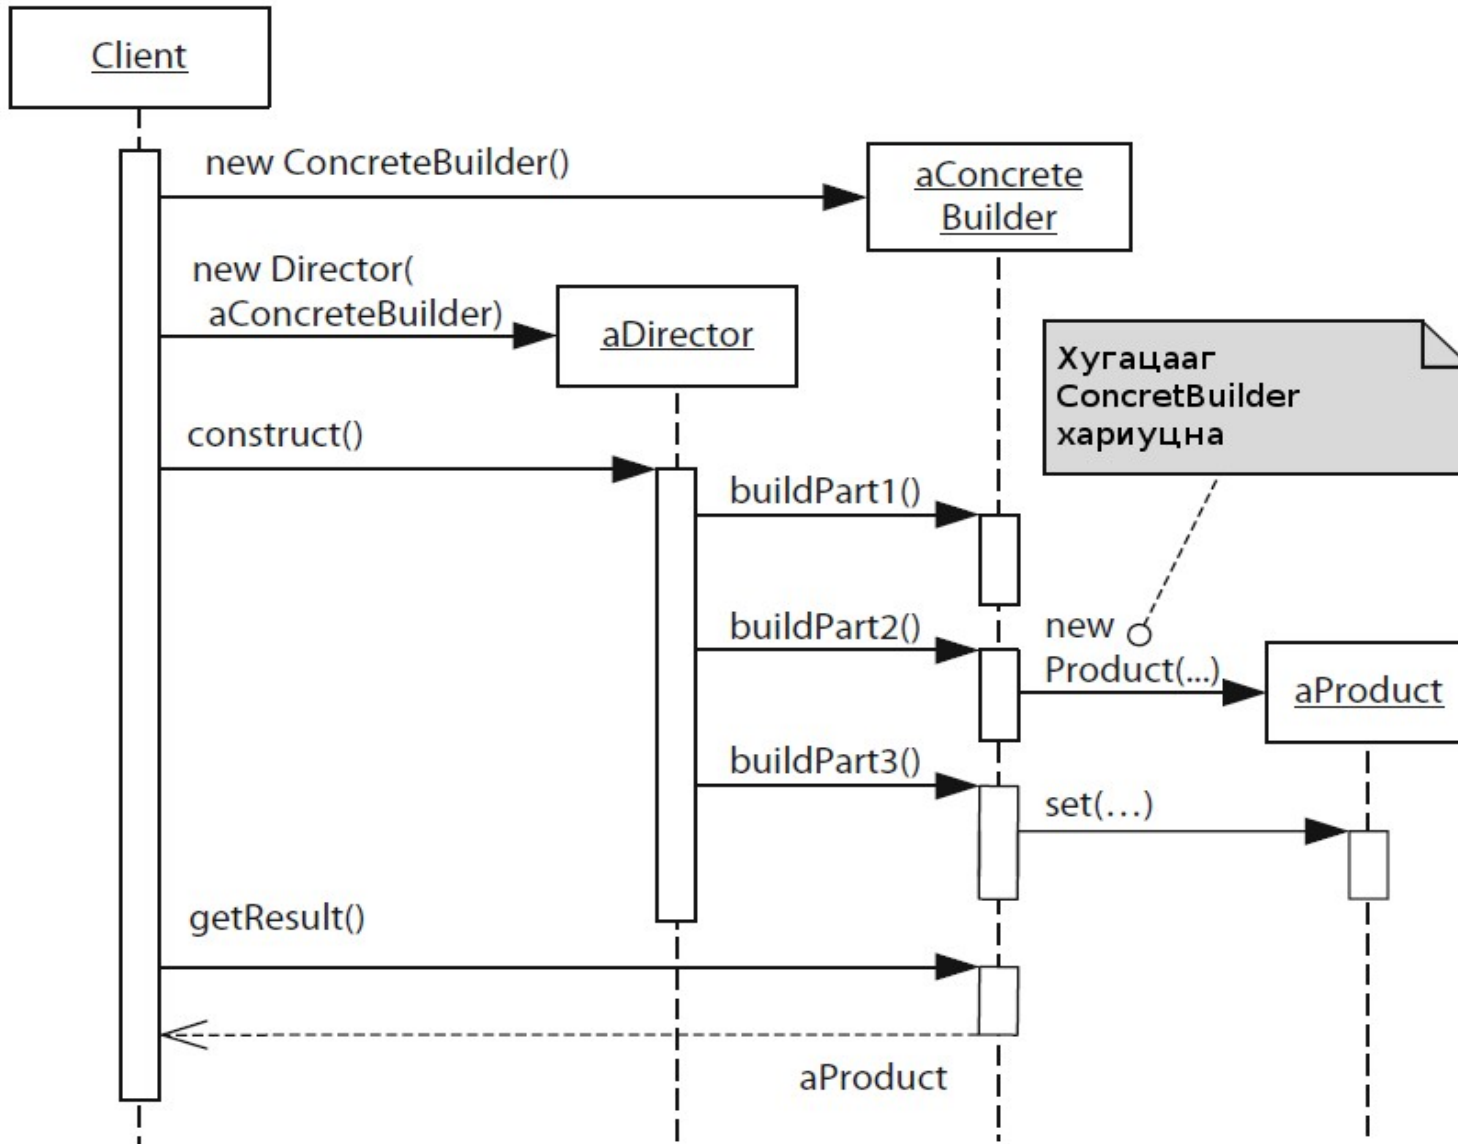 Client
new ConcreteBuilder()
aConcrete
Builder
new Director(
aConcreteBuilder)
aDirector
Хугацааг
ConcretBuilder
хариуцна
construct()
buildPart1()
buildPart2()
new
Product(...)
aProduct
buildPart3()
set(...)
getResult()
aProduct